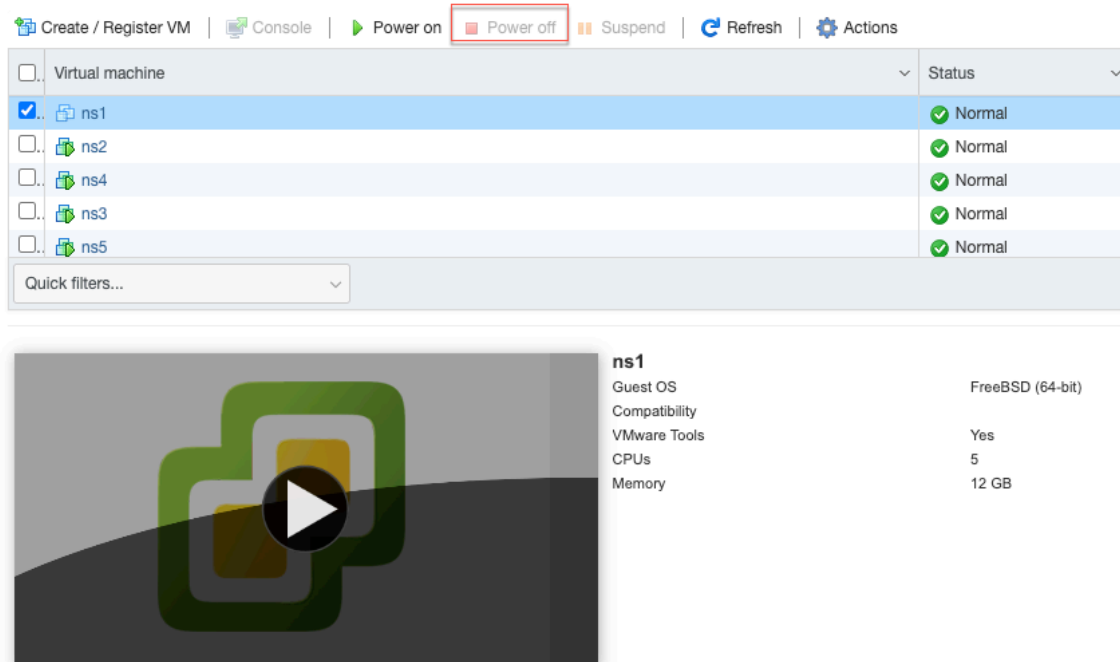 Create / Register VM Console Power on Power off Suspend Refresh Actions
Virtual machine Status
ns1 Normal
ns2 Normal
ns4 Normal
ns3 Normal
ns5 Normal
Quick filters...
ns1
Guest OS FreeBSD (64-bit)
Compatibility
VMware Tools Yes
CPUs 5
Memory 12 GB